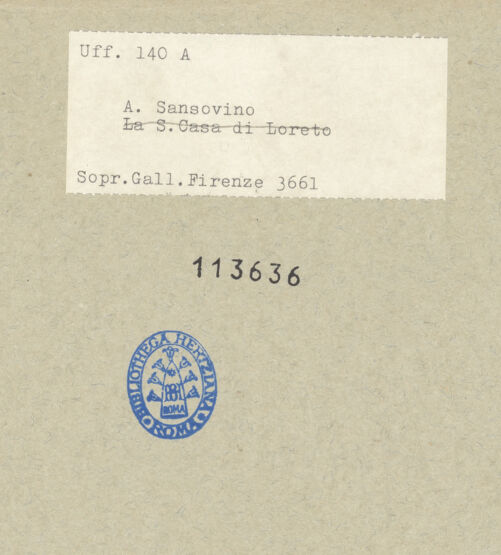 Uff. 140 A
A. Sansovino
La S.Casa di Loreto
Sopr.Gall.Firenze 3661
113636
BIBLIOTHECA HERTZIANA
ROMA
ROMA